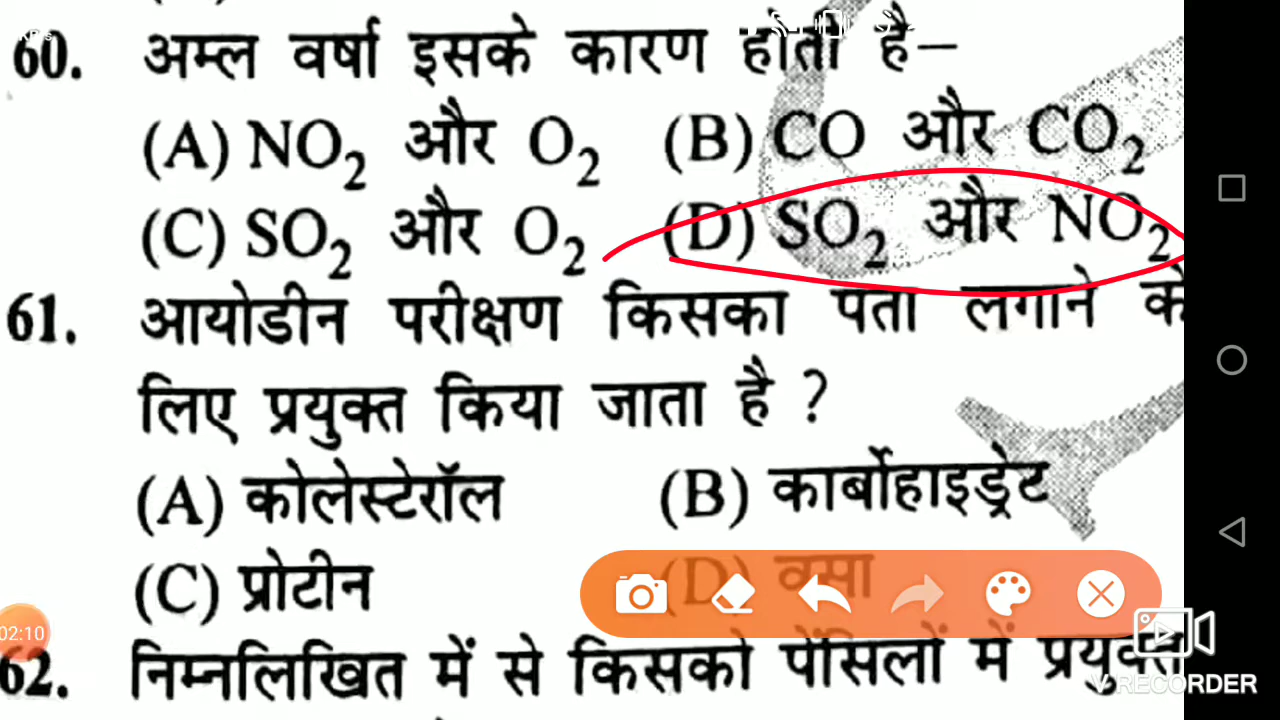 60. अम्ल वर्षा इसके कारण होती है–
(A) NO₂ और O₂ (B) CO और CO₂
(C) SO₂ और O₂ (D) SO₂ और NO₂
61. आयोडीन परीक्षण किसका पता लगाने के
लिए प्रयुक्त किया जाता है ?
(A) कोलेस्टेरॉल (B) कार्बोहाइड्रेट
(C) प्रोटीन (D) वसा
02:10
62. निम्नलिखित में से किसको पेंसिलों में प्रयुक्त
V RECORDER